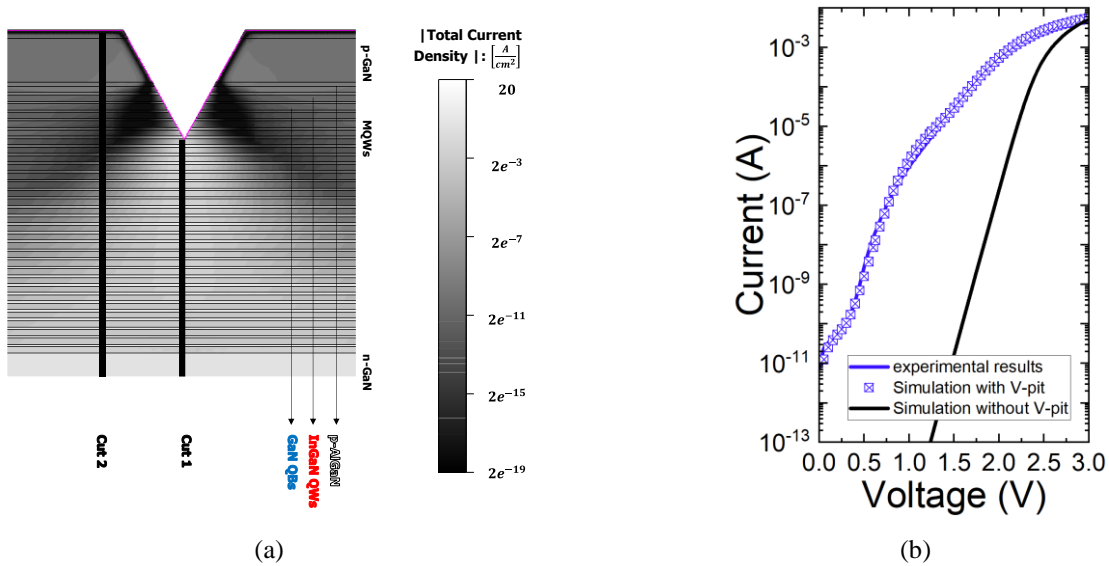 |Total Current
Density |: [A/cm²]
20
2e⁻³
2e⁻⁷
2e⁻¹¹
2e⁻¹⁵
2e⁻¹⁹
p-GaN
MQWs
n-GaN
Cut 2
Cut 1
GaN QBs
InGaN QWs
p-AlGaN
(a)
Current (A)
10⁻³
10⁻⁵
10⁻⁷
10⁻⁹
10⁻¹¹
10⁻¹³
experimental results
Simulation with V-pit
Simulation without V-pit
0.0 0.5 1.0 1.5 2.0 2.5 3.0
Voltage (V)
(b)